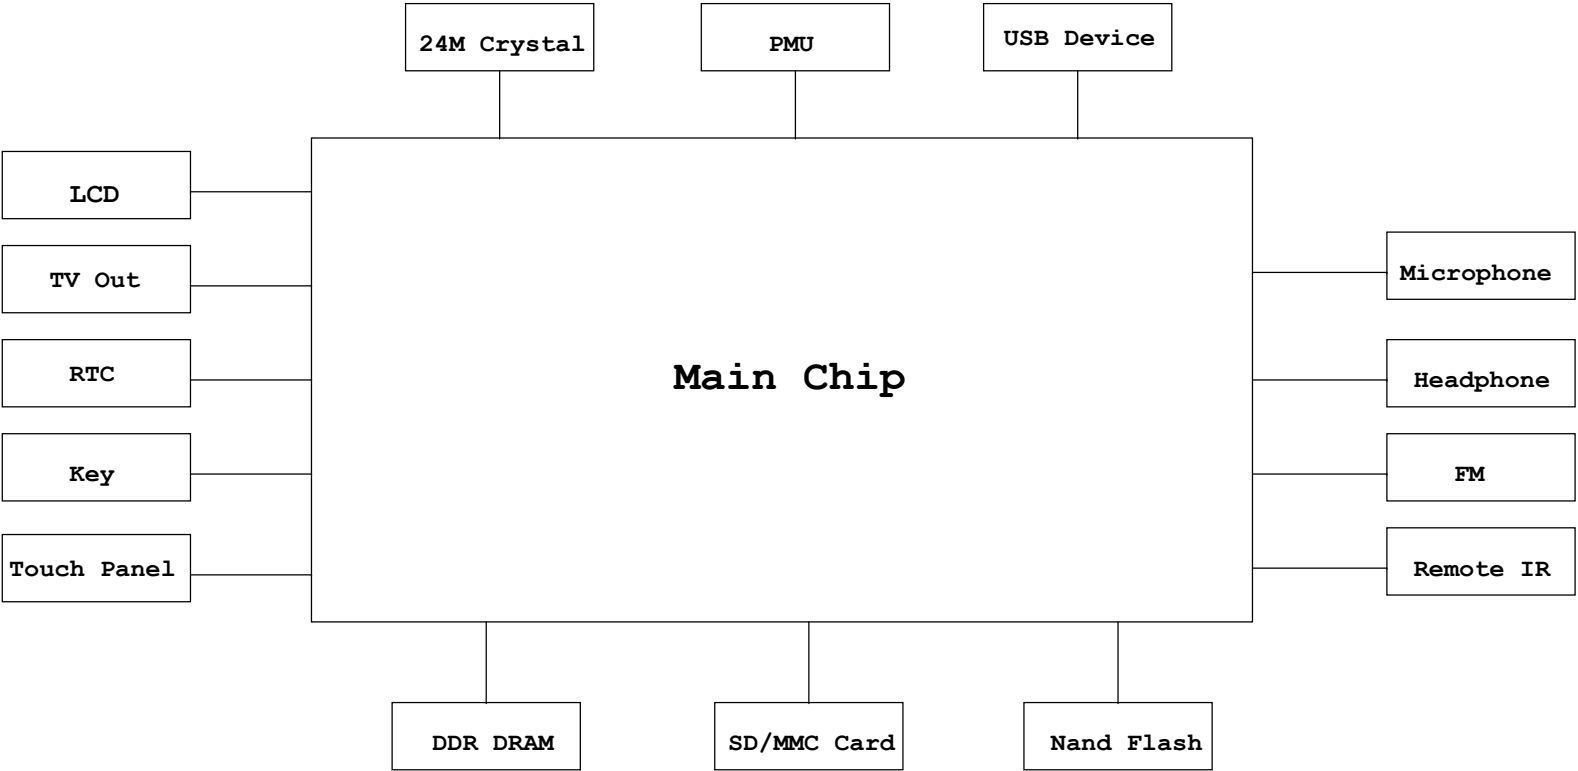 24M Crystal
PMU
USB Device
LCD
TV Out
RTC
Key
Touch Panel
Main Chip
Microphone
Headphone
FM
Remote IR
DDR DRAM
SD/MMC Card
Nand Flash